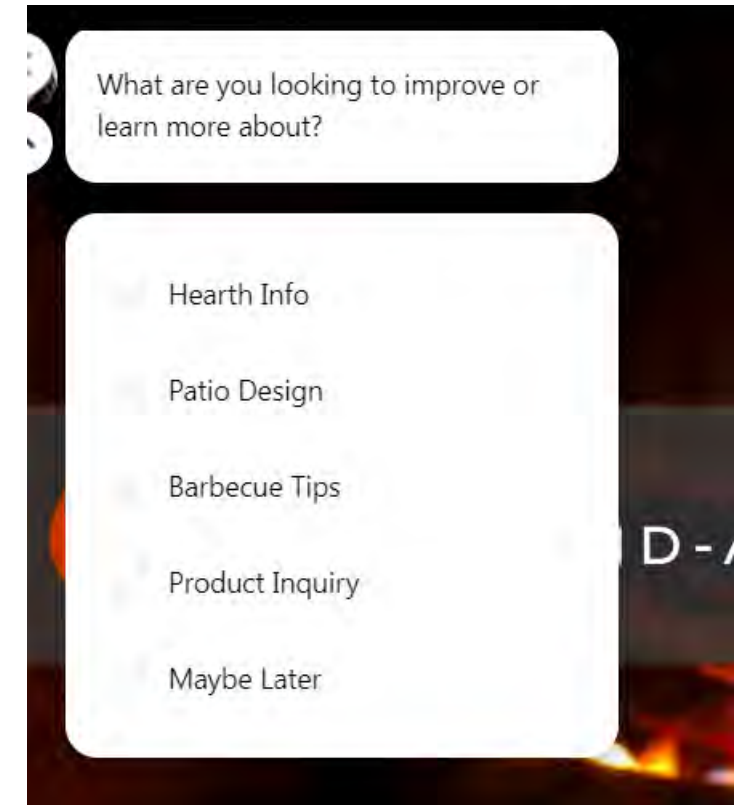 What are you looking to improve or
learn more about?
Hearth Info
Patio Design
Barbecue Tips
D-A
Product Inquiry
Maybe Later